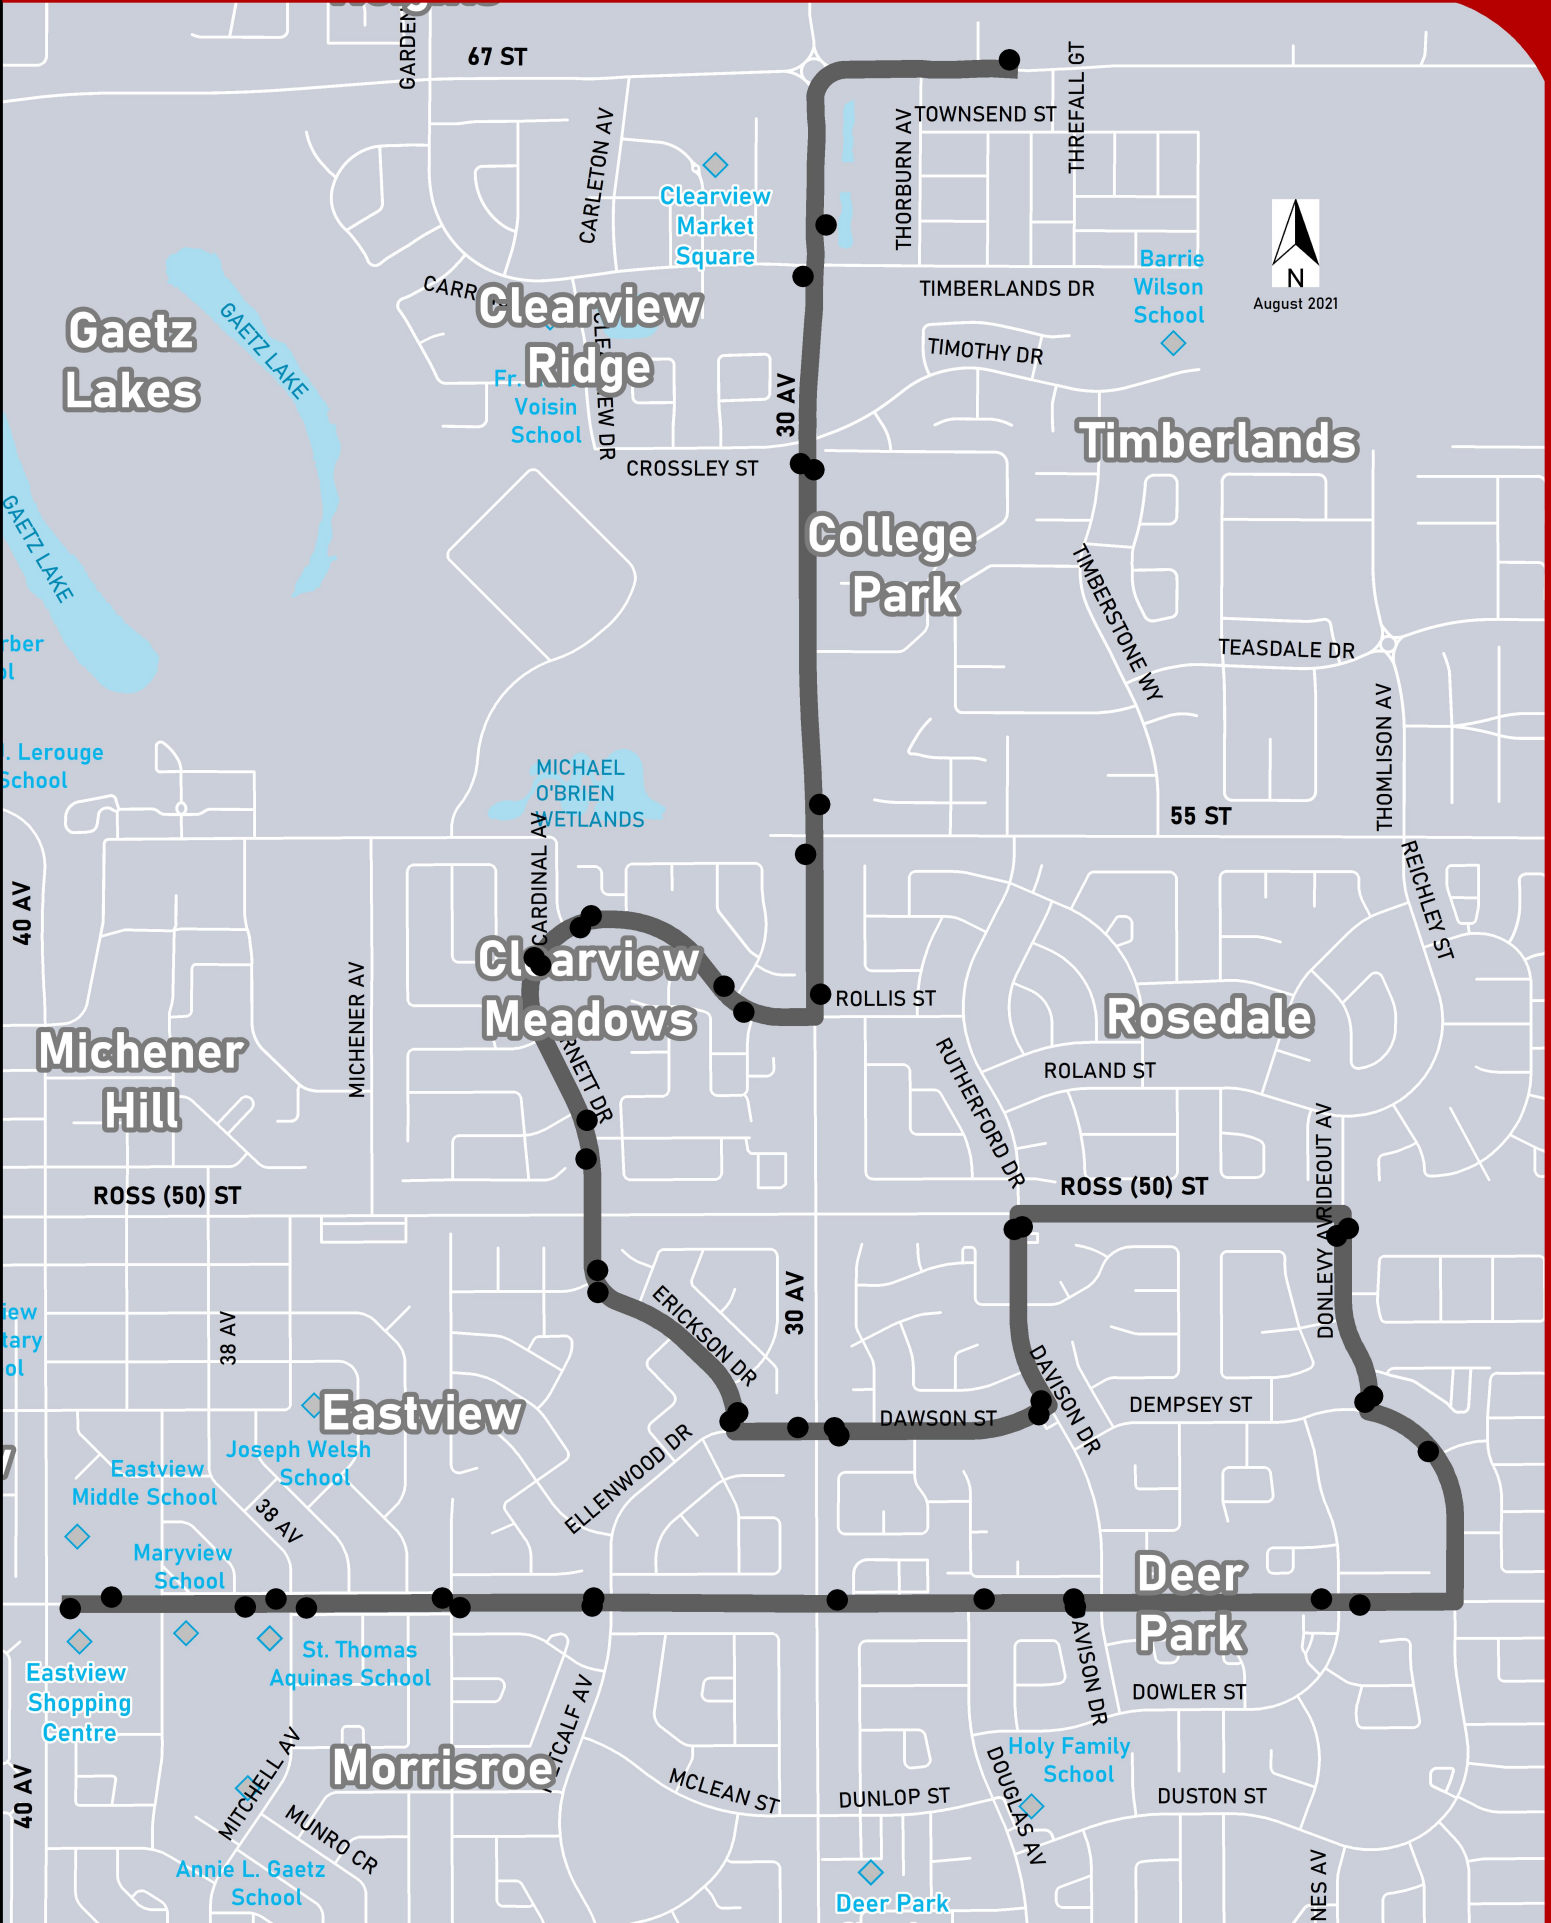 67 ST
GARDEN
TOWNSEND ST
THREFALL GT
THORBURN AV
CARLETON AV
Clearview
Market
Square
Barrie
Wilson
School
N
August 2021
TIMBERLANDS DR
TIMOTHY DR
Gaetz
Lakes
GAETZ LAKE
GAETZ LAKE
Clearview
Ridge
Fr.
Voisin
School
30 AV
CROSSLEY ST
Timberlands
College
Park
TIMBERSTONE WY
TEASDALE DR
THOMLISON AV
55 ST
Lerouge
School
MICHAEL
O'BRIEN
WETLANDS
CARDINAL AV
40 AV
MICHENER AV
Clearview
Meadows
ROLLIS ST
REICHLEY ST
Rosedale
ROLAND ST
RUTHERFORD DR
Michener
Hill
RIDEOUT AV
ROSS (50) ST
ROSS (50) ST
DONLEVY AV
38 AV
30 AV
ERICKSON DR
DAVISON DR
DEMPSEY ST
DAWSON ST
Eastview
ELLENWOOD DR
Joseph Welsh
School
Eastview
Middle School
38 AV
Maryview
School
Deer
Park
St. Thomas
Aquinas School
Eastview
Shopping
Centre
AVISON DR
DOWLER ST
40 AV
MITCHELL AV
MUNRO CR
Morrisroe
MCLEAN ST
DUNLOP ST
DOUGLAS AV
Holy Family
School
DUSTON ST
Annie L. Gaetz
School
Deer Park